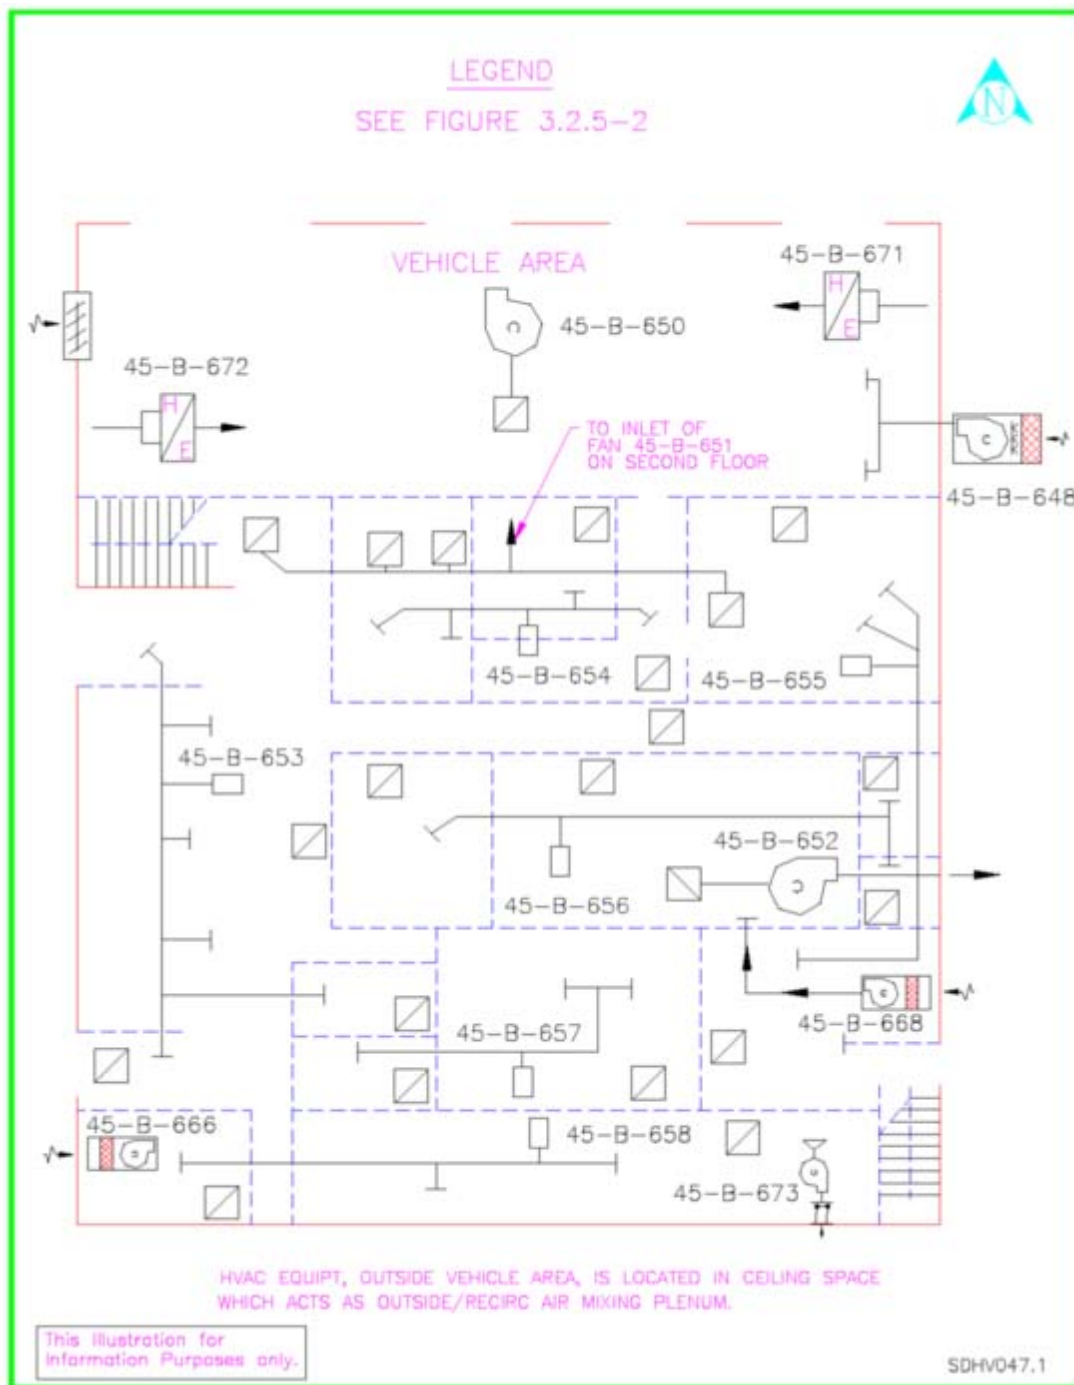 LEGEND
SEE FIGURE 3.2.5-2
N
VEHICLE AREA
45-B-671
H
E
45-B-650
C
45-B-672
H
E
TO INLET OF
FAN 45-B-651
ON SECOND FLOOR
C
45-B-648
45-B-654
45-B-655
45-B-653
45-B-652
C
45-B-656
C
45-B-668
45-B-657
45-B-666
C
45-B-658
C
45-B-673
HVAC EQUIPT, OUTSIDE VEHICLE AREA, IS LOCATED IN CEILING SPACE
WHICH ACTS AS OUTSIDE/RECIRC AIR MIXING PLENUM.
This Illustration for
Information Purposes only.
SDHV047.1